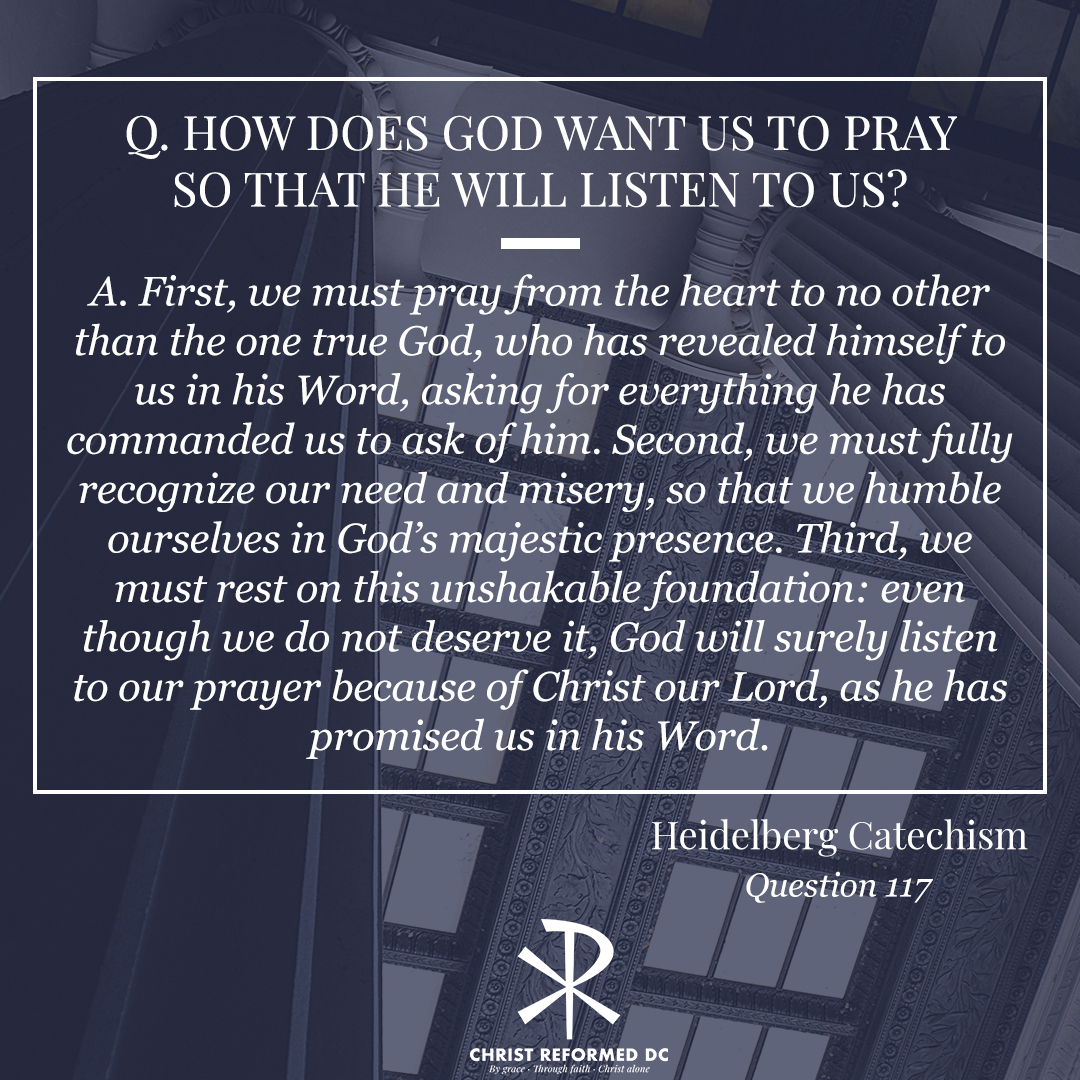 Q. HOW DOES GOD WANT US TO PRAY
SO THAT HE WILL LISTEN TO US?
A. First, we must pray from the heart to no other
than the one true God, who has revealed himself to
us in his Word, asking for everything he has
commanded us to ask of him. Second, we must fully
recognize our need and misery, so that we humble
ourselves in God’s majestic presence. Third, we
must rest on this unshakable foundation: even
though we do not deserve it, God will surely listen
to our prayer because of Christ our Lord, as he has
promised us in his Word.
Heidelberg Catechism
Question 117
CHRIST REFORMED DC
By grace · Through faith · Christ alone